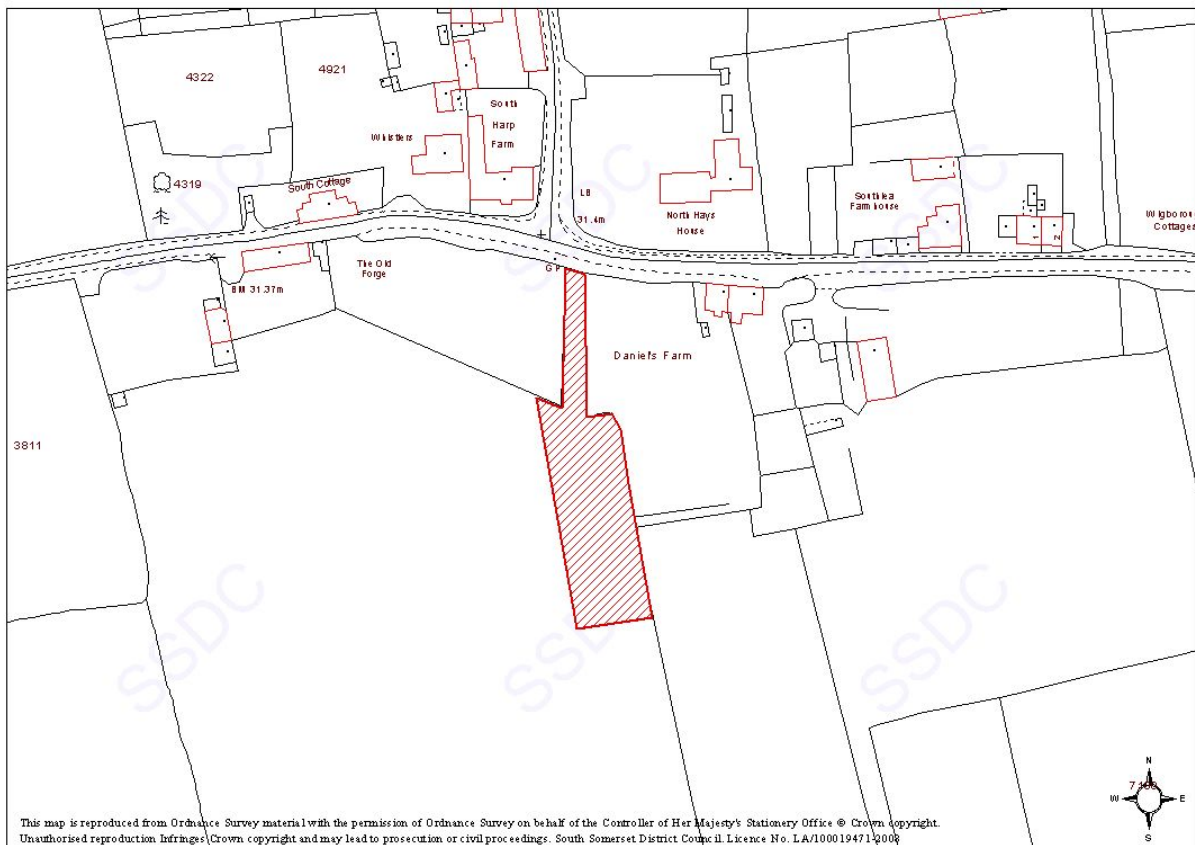 4322
4921
South
Harp
Farm
Whistlers
4319
South Cottage
LB
31.4m
North Hays
House
Southlea
Farmhouse
Wigborou
Cottages
2
1
The Old
Forge
BM 31.37m
G P
Daniel's Farm
3811
SSDC
SSDC
SSDC
SSDC
SSDC
SSDC
N
W
E
S
This map is reproduced from Ordnance Survey material with the permission of Ordnance Survey on behalf of the Controller of Her Majesty's Stationery Office © Crown copyright.
Unauthorised reproduction infringes Crown copyright and may lead to prosecution or civil proceedings. South Somerset District Council. Licence No. LA/100019471-2008